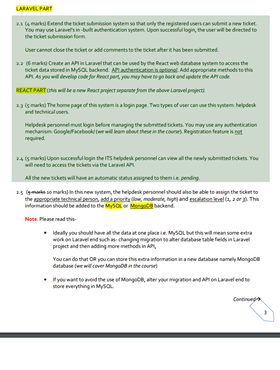 LARAVEL PART
2.1 (4 marks) Extend the ticket submission system so that only the registered users can submit a new ticket.
You may use Laravel's in-built authentication system. Upon successful login, the user will be directed to
the ticket submission form.
User cannot close the ticket or add comments to the ticket after it has been submitted.
2.2 (6 marks) Create an API in Laravel that can be used by the React web database system to access the
ticket data stored in MySQL backend. API authentication is optional. Add appropriate methods to this
API. As you will develop code for React part, you may have to go back and update the API code.
REACT PART (this will be a new React project separate from the above Laravel project).
2.3 (5 marks) The home page of this system is a login page. Two types of user can use this system: helpdesk
and technical users.
Helpdesk personnel must login before managing the submitted tickets. You may use any authentication
mechanism: Google/Facebook( (we will learn about these in the course). Registration feature is not
required.
2.4 (5 marks) Upon successful login the ITS helpdesk personnel can view all the newly submitted tickets. You
will need to access the tickets via the Laravel API.
All the new tickets will have an automatic status assigned to them i.e. pending.
2.5 (5 marks 10 marks) In this new system, the helpdesk personnel should also be able to assign the ticket to
the appropriate technical person, add a priority (low, moderate, high) and escalation level (1, 2 or 3). This
information should be added to the MySQL or MongoDB backend.
Note: Please read this-
• Ideally you should have all the data at one place i.e. MySQL but this will mean some extra
work on Laravel end such as- changing migration to alter database table fields in Laravel
project and then adding more methods in API,
You can do that OR you can store this extra information in a new database namely MongoDB
database (we will cover MongoDB in the course)
• If you want to avoid the use of MongoDB, alter your migration and API on Laravel end to
store everything in MySQL.
Continued→
3